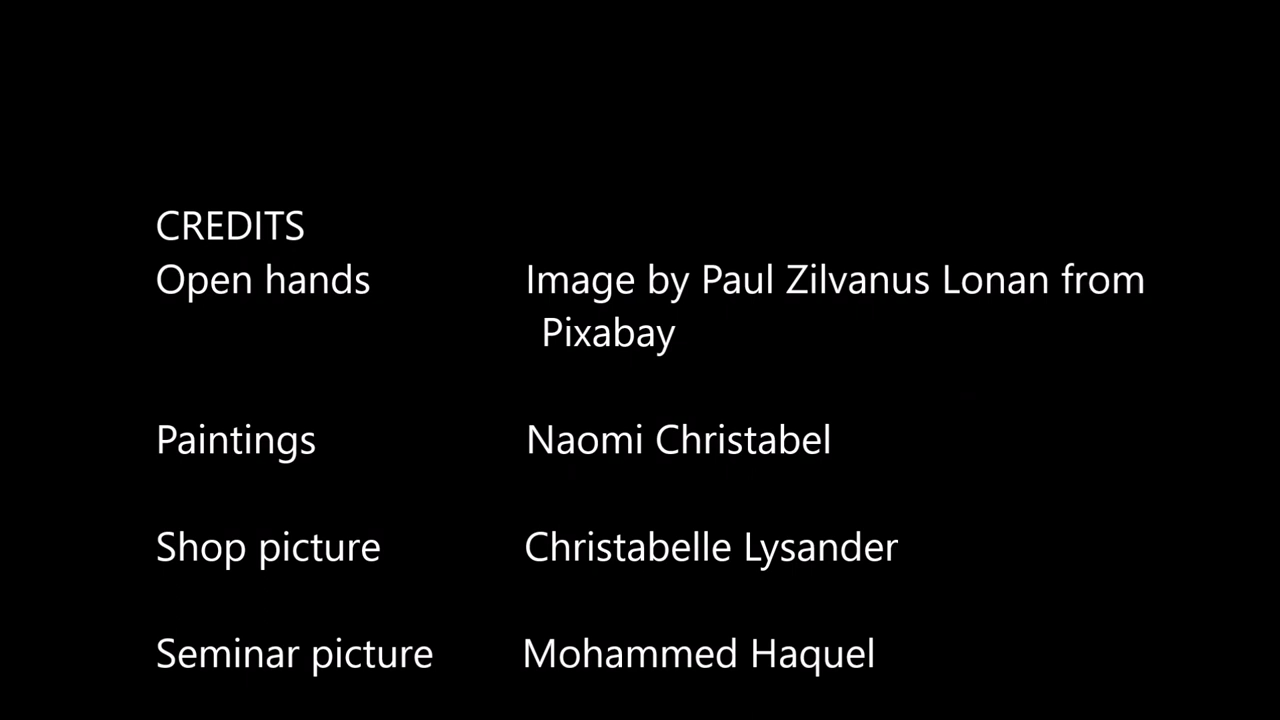 CREDITS
Open hands Image by Paul Zilvanus Lonan from
Pixabay
Paintings Naomi Christabel
Shop picture Christabelle Lysander
Seminar picture Mohammed Haquel